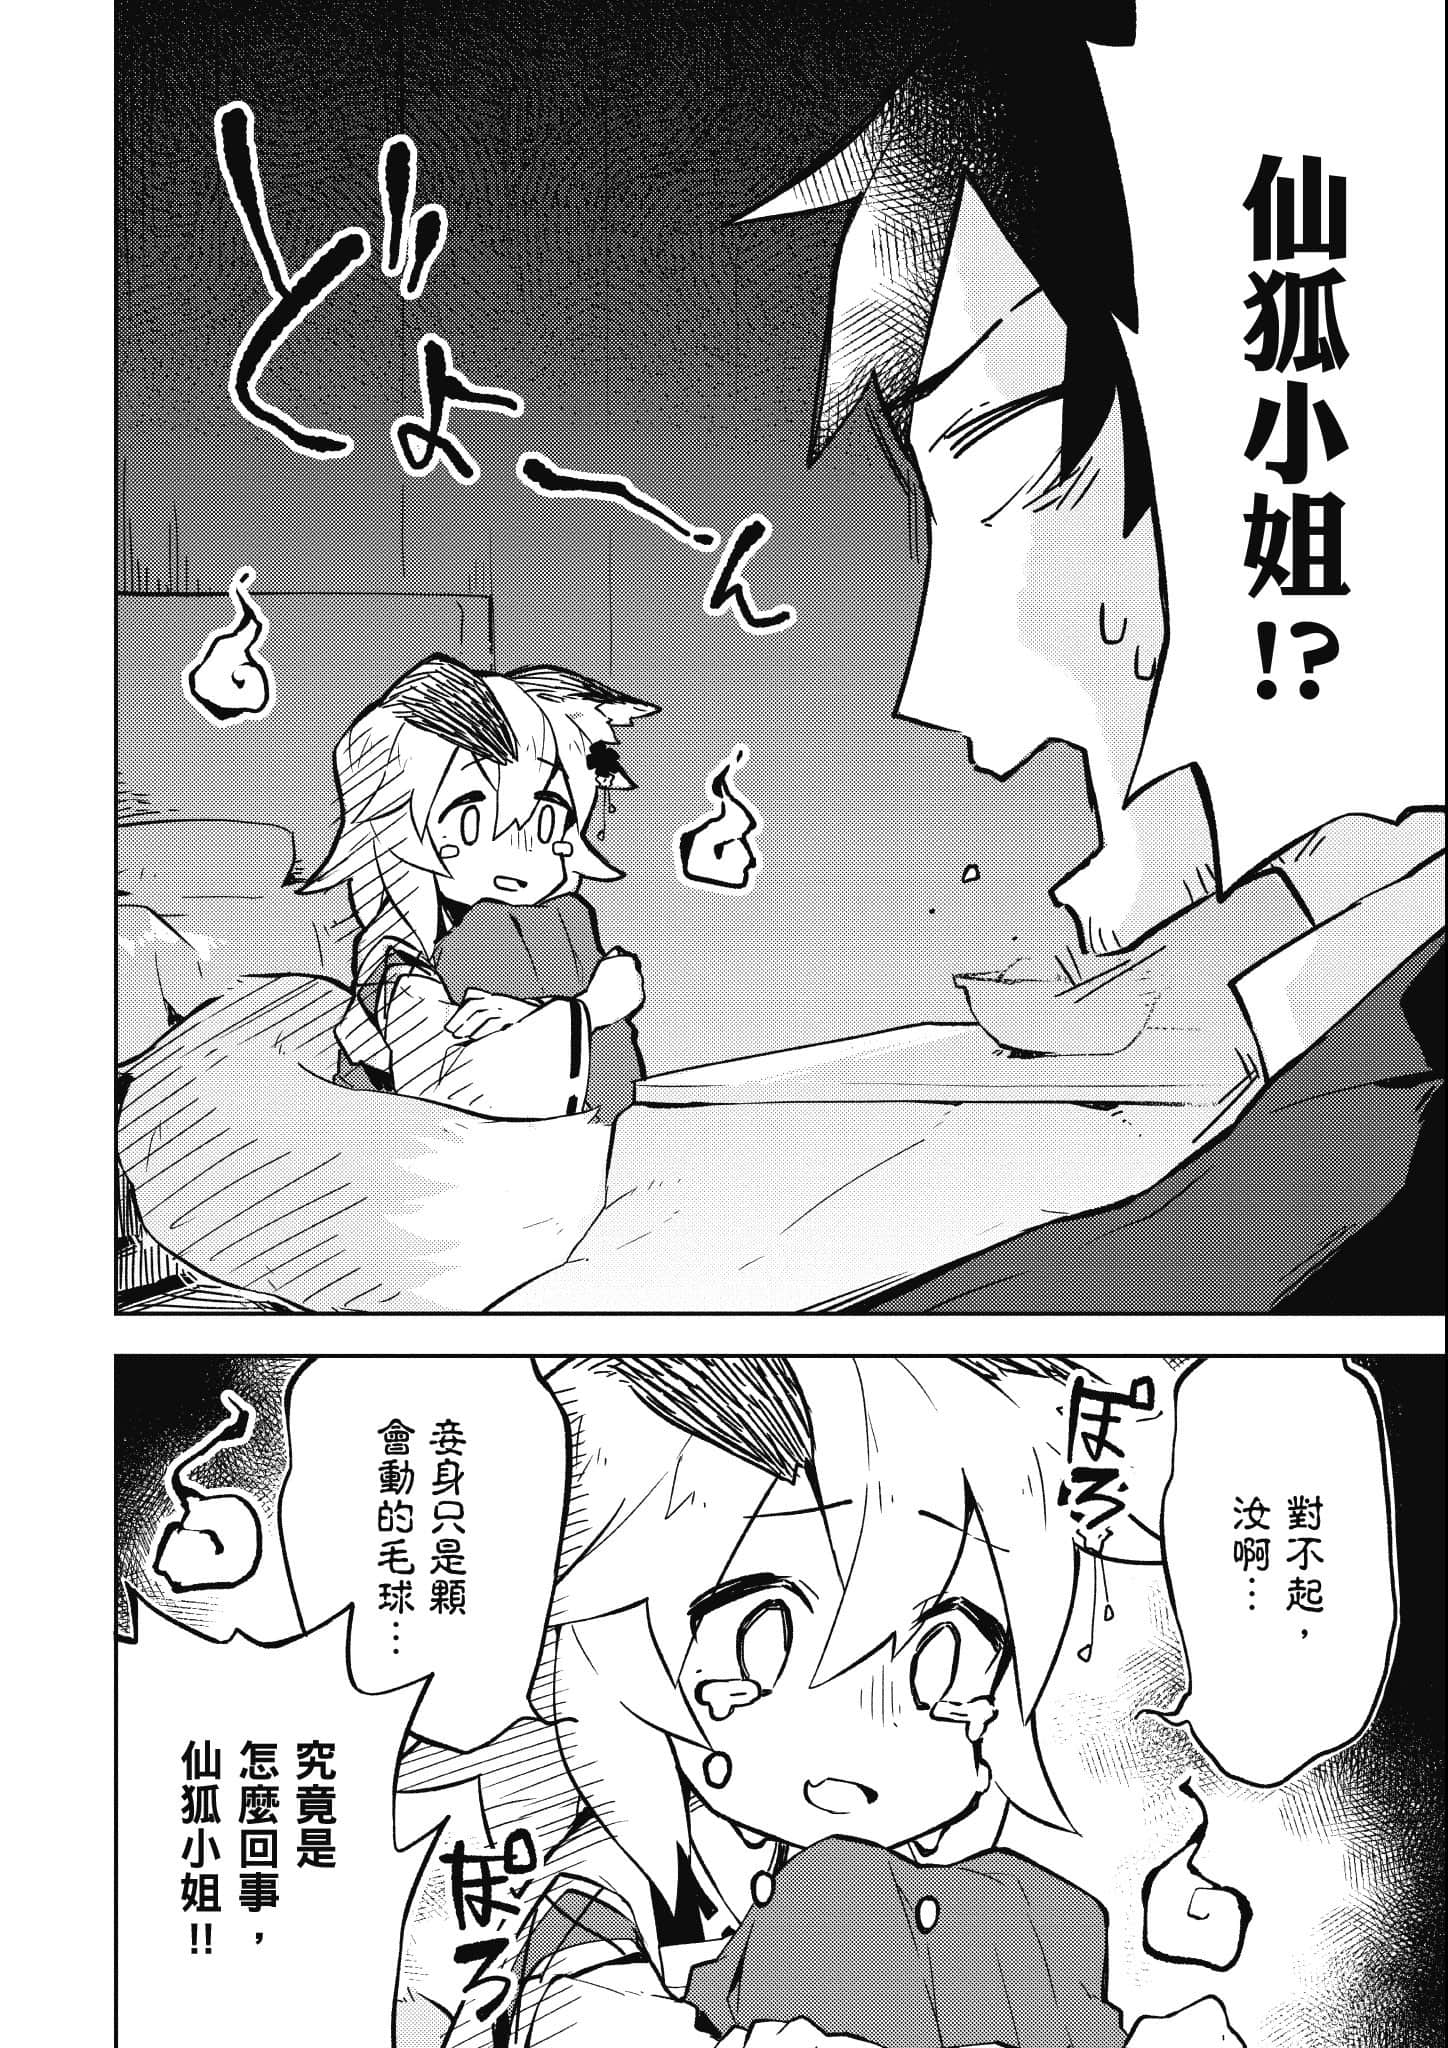 仙狐小姐!?
どよ〜ん
對不起，
没啊…
ぽろ
妾身只是顆
會動的毛球…
ぽろ
究竟是
怎麼回事，
仙狐小姐!!